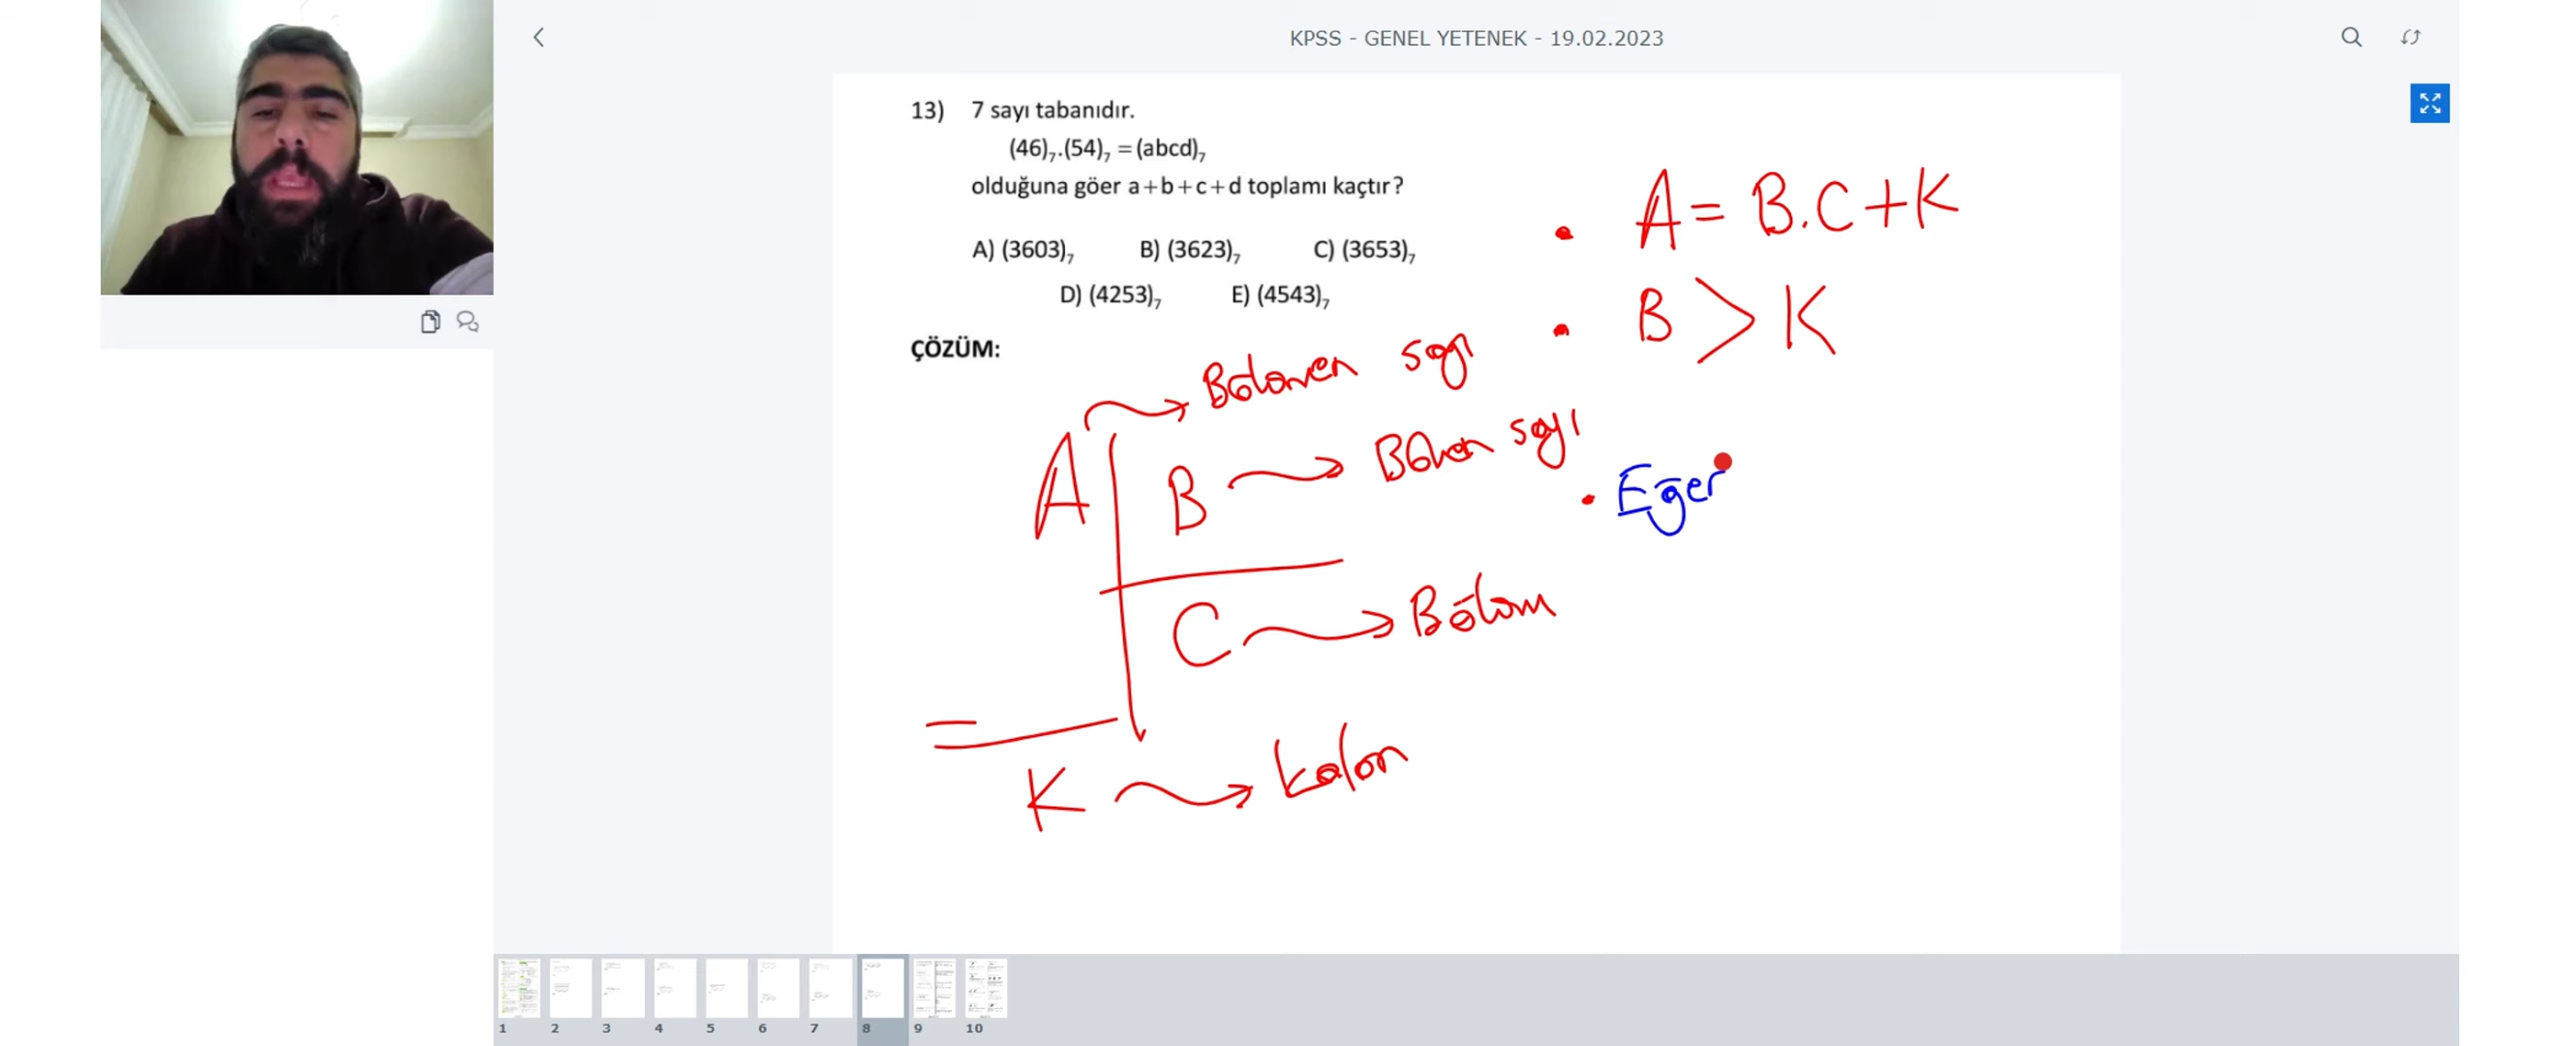 KPSS - GENEL YETENEK - 19.02.2023
13) 7 sayı tabanıdır.
(46)₇.(54)₇ = (abcd)₇
olduğuna göer a+b+c+d toplamı kaçtır?
A) (3603)₇ B) (3623)₇ C) (3653)₇
D) (4253)₇ E) (4543)₇
ÇÖZÜM:
• A = B.C+K
• B > K
Bölünen sayı
A
B Bölen sayı
• Eğer
C Bölüm
=
K kalan
1 2 3 4 5 6 7 8 9 10